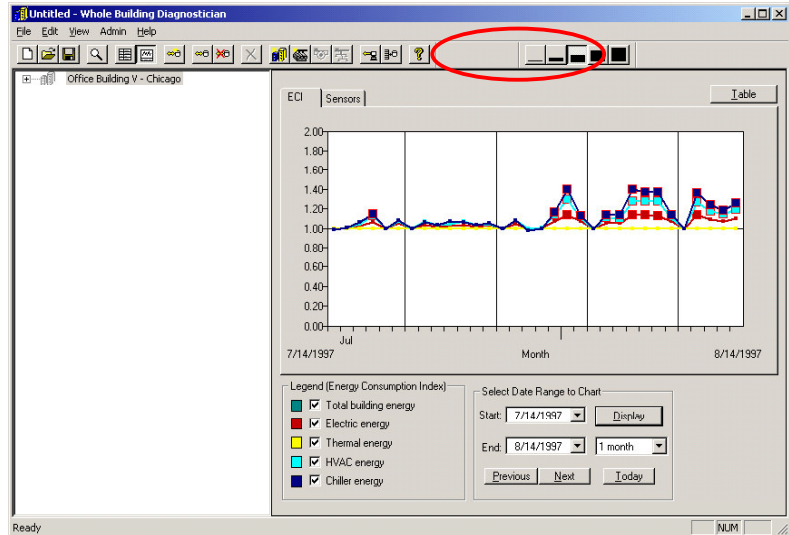 Untitled - Whole Building Diagnostician
File Edit View Admin Help
Office Building V - Chicago
ECI Sensors Table
2.00
1.80
1.60
1.40
1.20
1.00
0.80
0.60
0.40
0.20
0.00
Jul
7/14/1997 Month 8/14/1997
Legend (Energy Consumption Index)
Total building energy
Electric energy
Thermal energy
HVAC energy
Chiller energy
Select Date Range to Chart
Start: 7/14/1997 Display
End: 8/14/1997 1 month
Previous Next Today
Ready NUM